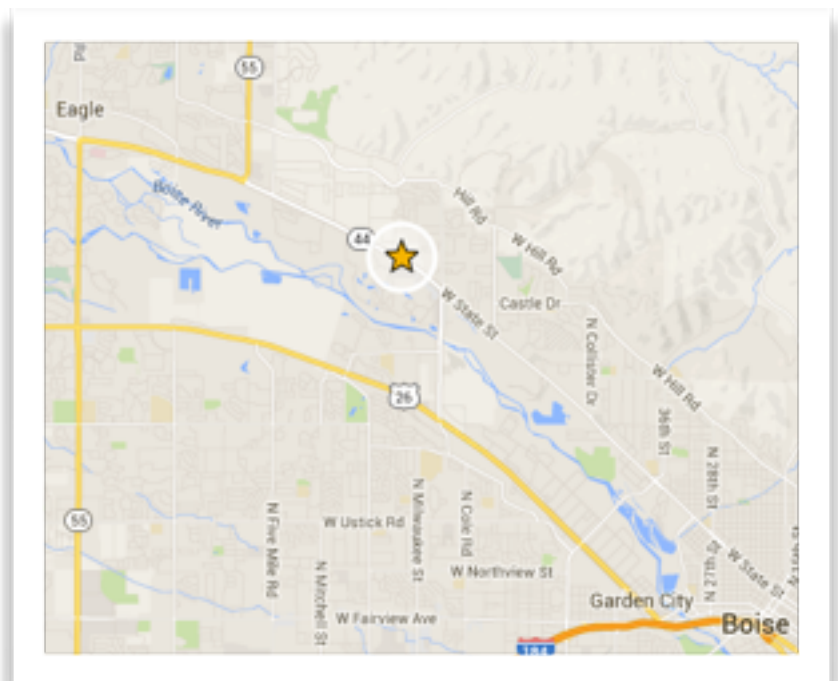 55
Eagle
Boise River
Hill Rd
44
W Hill Rd
W State St
Castle Dr
N Collister Dr
W Hill Rd
26
36th St
N 28th St
55
N Five Mile Rd
W Ustick Rd
N Milwaukee St
N Cole Rd
N Mitchell St
W Northview St
N 27th St
W State St
W Fairview Ave
Garden City
Boise
184